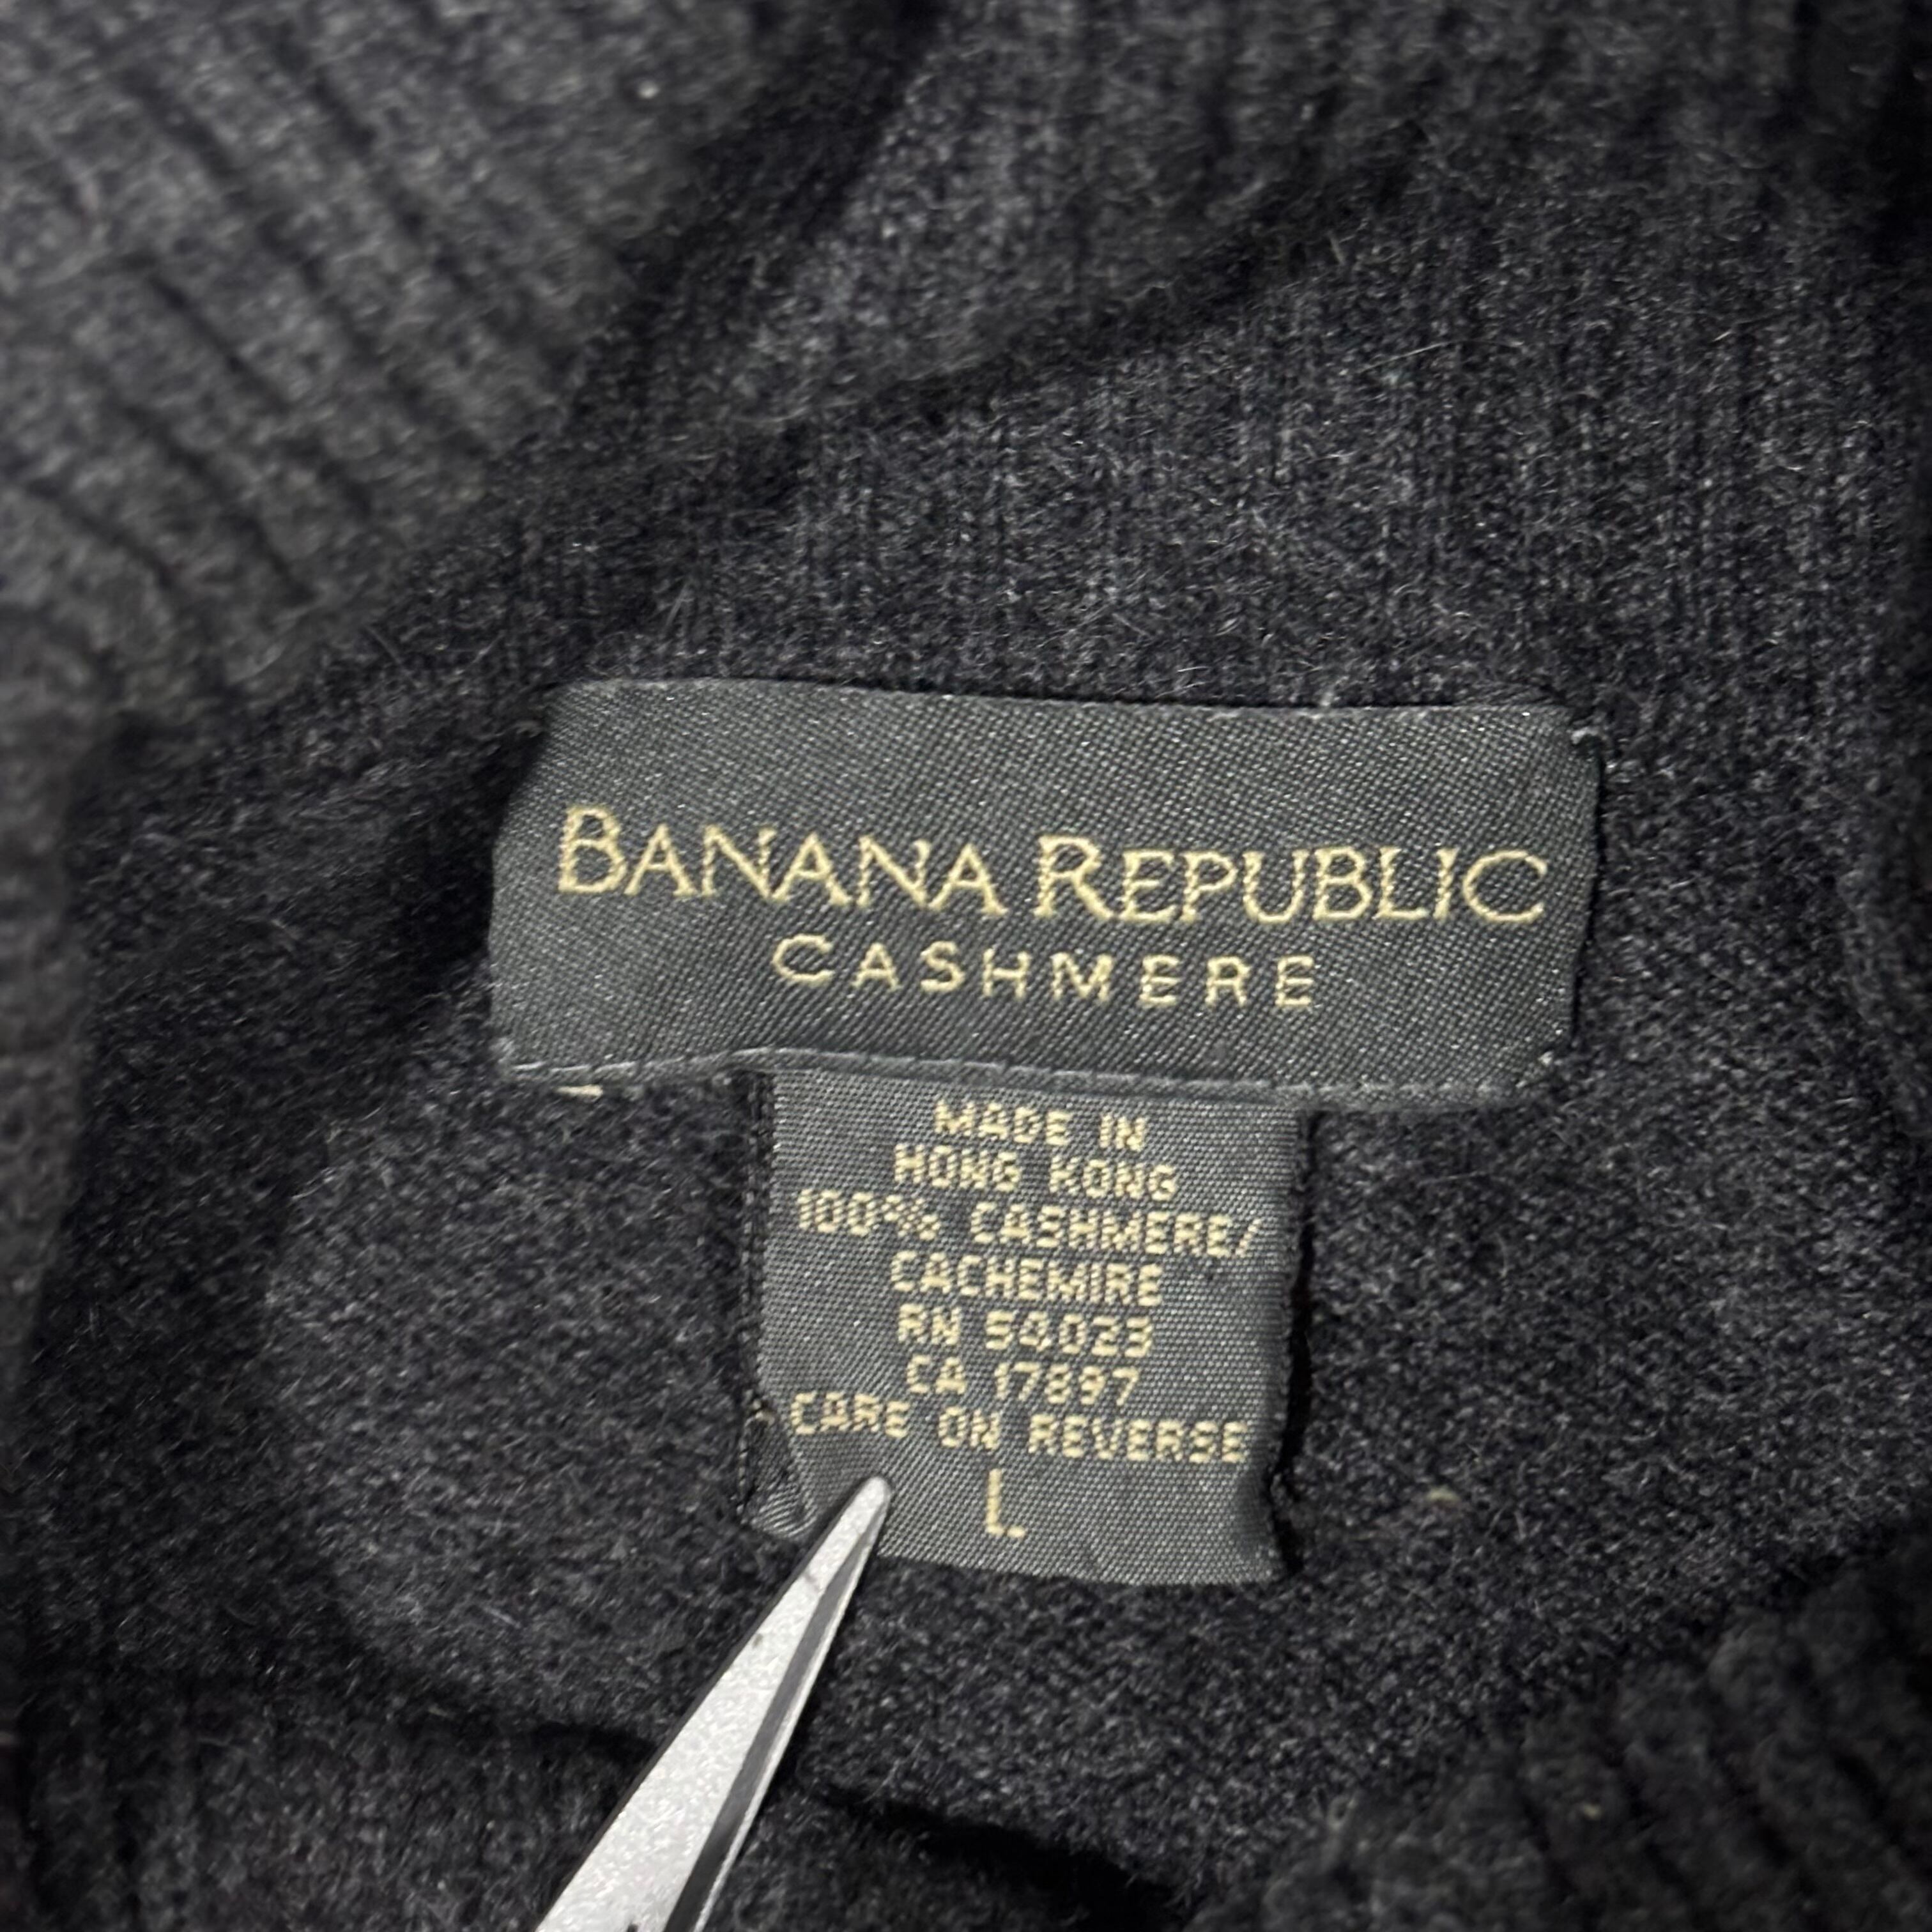 BANANA REPUBLIC
CASHMERE
MADE IN
HONG KONG
100% CASHMERE/
CACHEMIRE
RN 54023
CA 17897
CARE ON REVERSE
L